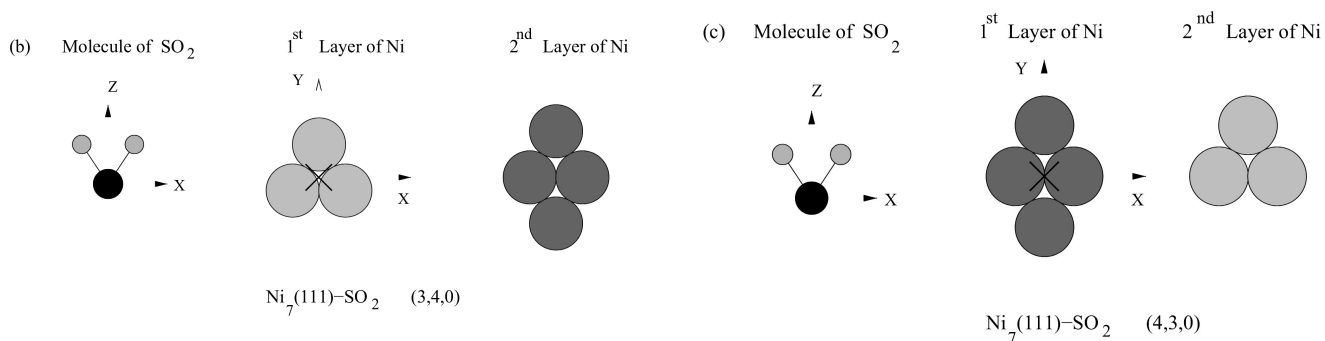 (b) Molecule of SO2 1st Layer of Ni 2nd Layer of Ni
Z
Y
X
X
Ni7(111)−SO2 (3,4,0)
(c) Molecule of SO2 1st Layer of Ni 2nd Layer of Ni
Y
Z
X
X
Ni7(111)−SO2 (4,3,0)